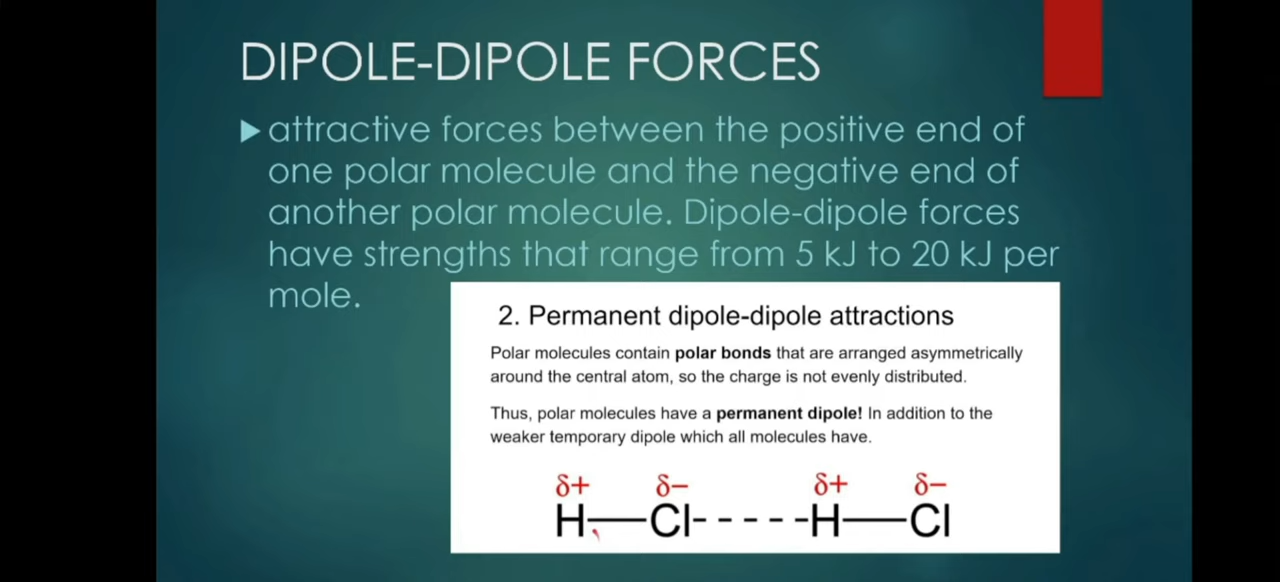 DIPOLE-DIPOLE FORCES
attractive forces between the positive end of
one polar molecule and the negative end of
another polar molecule. Dipole-dipole forces
have strengths that range from 5 kJ to 20 kJ per
mole.
2. Permanent dipole-dipole attractions
Polar molecules contain polar bonds that are arranged asymmetrically
around the central atom, so the charge is not evenly distributed.
Thus, polar molecules have a permanent dipole! In addition to the
weaker temporary dipole which all molecules have.
δ+ δ− δ+ δ−
H—Cl-----H—Cl